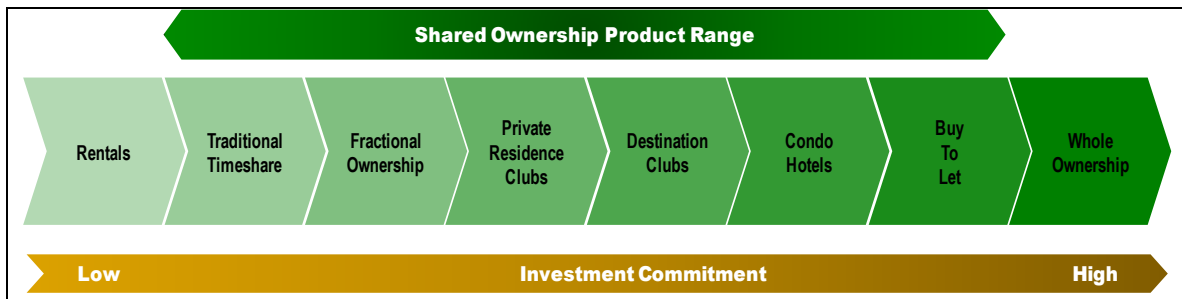 Shared Ownership Product Range
Rentals
Traditional
Timeshare
Fractional
Ownership
Private
Residence
Clubs
Destination
Clubs
Condo
Hotels
Buy
To
Let
Whole
Ownership
Low Investment Commitment High